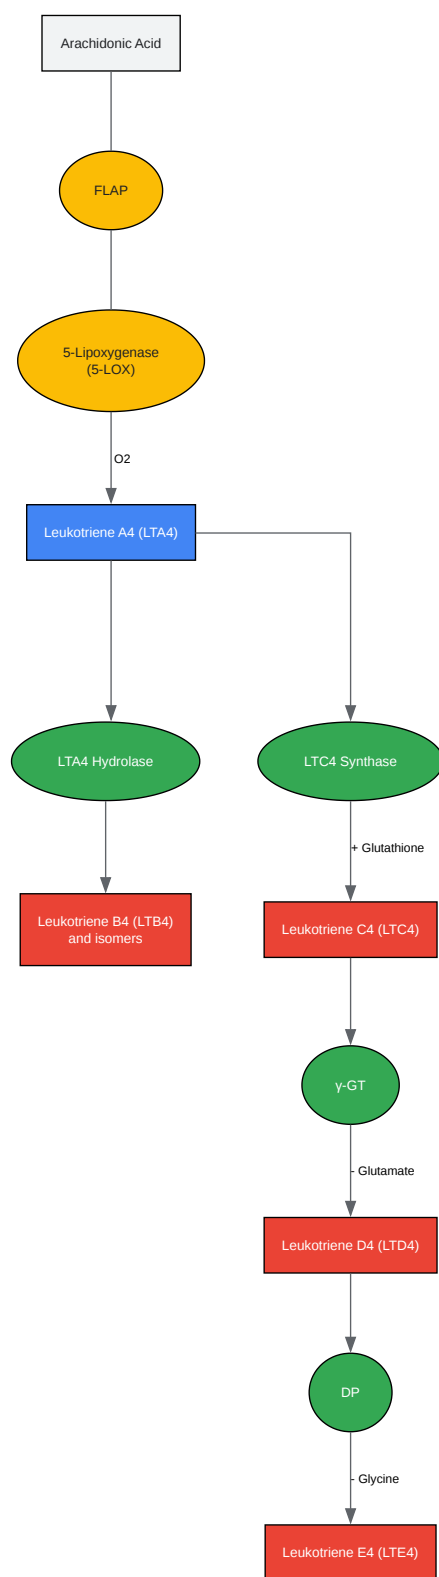 Arachidonic Acid
FLAP
5-Lipoxygenase
(5-LOX)
O2
Leukotriene A4 (LTA4)
LTA4 Hydrolase
LTC4 Synthase
+ Glutathione
Leukotriene B4 (LTB4)
and isomers
Leukotriene C4 (LTC4)
γ-GT
- Glutamate
Leukotriene D4 (LTD4)
DP
- Glycine
Leukotriene E4 (LTE4)